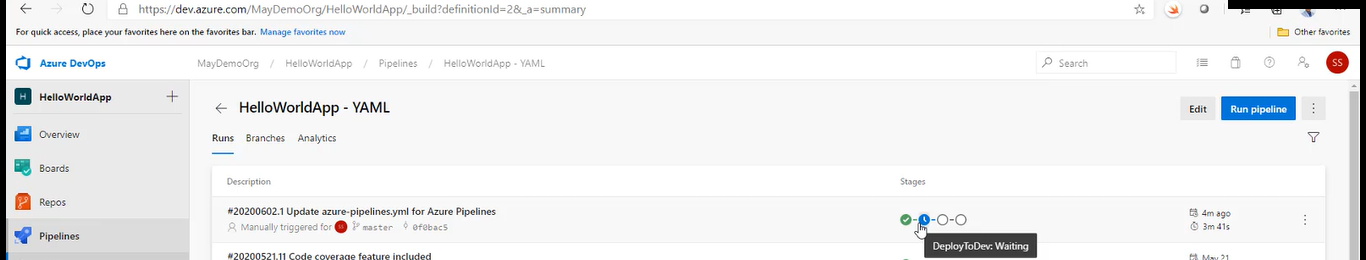 https://dev.azure.com/MayDemoOrg/HelloWorldApp/_build?definitionId=2&_a=summary
For quick access, place your favorites here on the favorites bar. Manage favorites now
Other favorites
Azure DevOps
MayDemoOrg / HelloWorldApp / Pipelines / HelloWorldApp - YAML
Search
SS
H HelloWorldApp
HelloWorldApp - YAML
Edit
Run pipeline
Overview
Runs Branches Analytics
Boards
Description
Stages
Repos
#20200602.1 Update azure-pipelines.yml for Azure Pipelines
4m ago
Manually triggered for SS master 0f0bac5
3m 41s
Pipelines
DeployToDev: Waiting
#20200521.11 Code coverage feature included
May 21